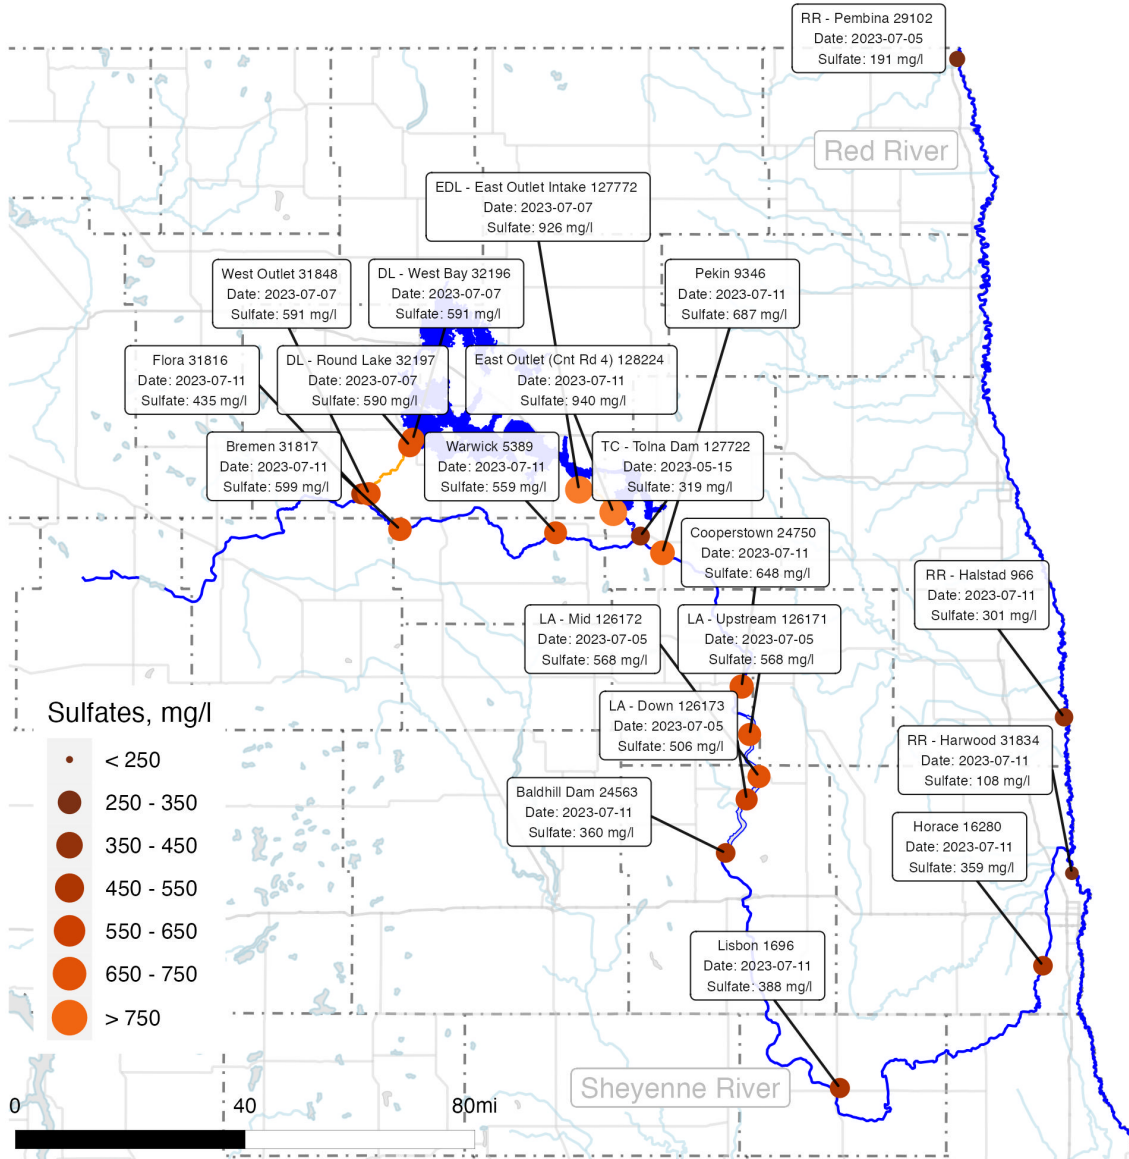 RR - Pembina 29102
Date: 2023-07-05
Sulfate: 191 mg/l
Red River
EDL - East Outlet Intake 127772
Date: 2023-07-07
Sulfate: 926 mg/l
West Outlet 31848
Date: 2023-07-07
Sulfate: 591 mg/l
DL - West Bay 32196
Date: 2023-07-07
Sulfate: 591 mg/l
Pekin 9346
Date: 2023-07-11
Sulfate: 687 mg/l
Flora 31816
Date: 2023-07-11
Sulfate: 435 mg/l
DL - Round Lake 32197
Date: 2023-07-07
Sulfate: 590 mg/l
East Outlet (Cnt Rd 4) 128224
Date: 2023-07-11
Sulfate: 940 mg/l
Bremen 31817
Date: 2023-07-11
Sulfate: 599 mg/l
Warwick 5389
Date: 2023-07-11
Sulfate: 559 mg/l
TC - Tolna Dam 127722
Date: 2023-05-15
Sulfate: 319 mg/l
Cooperstown 24750
Date: 2023-07-11
Sulfate: 648 mg/l
RR - Halstad 966
Date: 2023-07-11
Sulfate: 301 mg/l
LA - Mid 126172
Date: 2023-07-05
Sulfate: 568 mg/l
LA - Upstream 126171
Date: 2023-07-05
Sulfate: 568 mg/l
LA - Down 126173
Date: 2023-07-05
Sulfate: 506 mg/l
RR - Harwood 31834
Date: 2023-07-11
Sulfate: 108 mg/l
Baldhill Dam 24563
Date: 2023-07-11
Sulfate: 360 mg/l
Horace 16280
Date: 2023-07-11
Sulfate: 359 mg/l
Lisbon 1696
Date: 2023-07-11
Sulfate: 388 mg/l
Sheyenne River
Sulfates, mg/l
< 250
250 - 350
350 - 450
450 - 550
550 - 650
650 - 750
> 750
0 40 80mi